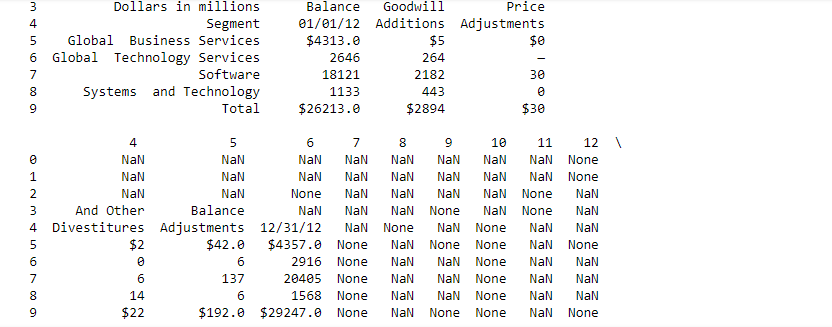 3 Dollars in millions Balance Goodwill Price
4 Segment 01/01/12 Additions Adjustments
5 Global Business Services $4313.0 $5 $0
6 Global Technology Services 2646 264 —
7 Software 18121 2182 30
8 Systems and Technology 1133 443 0
9 Total $26213.0 $2894 $30
4 5 6 7 8 9 10 11 12 \
0 NaN NaN NaN NaN NaN NaN NaN NaN None
1 NaN NaN NaN NaN NaN NaN NaN NaN None
2 NaN NaN None NaN NaN NaN NaN None NaN
3 And Other Balance NaN NaN NaN None NaN None NaN
4 Divestitures Adjustments 12/31/12 NaN None NaN None NaN NaN
5 $2 $42.0 $4357.0 None NaN None None NaN None
6 0 6 2916 None NaN NaN None NaN NaN
7 6 137 20405 None NaN NaN None NaN NaN
8 14 6 1568 None NaN NaN None NaN NaN
9 $22 $192.0 $29247.0 None NaN None None NaN None